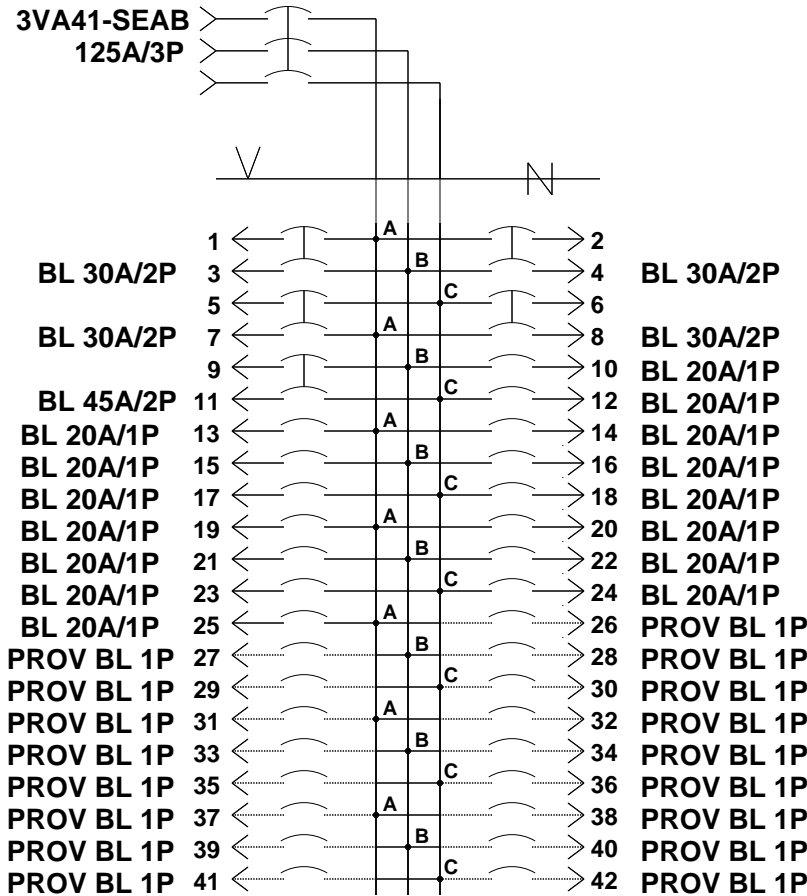 3VA41-SEAB
125A/3P
N
1 A 2
BL 30A/2P 3 B 4 BL 30A/2P
5 C 6
BL 30A/2P 7 A 8 BL 30A/2P
9 B 10 BL 20A/1P
BL 45A/2P 11 C 12 BL 20A/1P
BL 20A/1P 13 A 14 BL 20A/1P
BL 20A/1P 15 B 16 BL 20A/1P
BL 20A/1P 17 C 18 BL 20A/1P
BL 20A/1P 19 A 20 BL 20A/1P
BL 20A/1P 21 B 22 BL 20A/1P
BL 20A/1P 23 C 24 BL 20A/1P
BL 20A/1P 25 A 26 PROV BL 1P
PROV BL 1P 27 B 28 PROV BL 1P
PROV BL 1P 29 C 30 PROV BL 1P
PROV BL 1P 31 A 32 PROV BL 1P
PROV BL 1P 33 B 34 PROV BL 1P
PROV BL 1P 35 C 36 PROV BL 1P
PROV BL 1P 37 A 38 PROV BL 1P
PROV BL 1P 39 B 40 PROV BL 1P
PROV BL 1P 41 C 42 PROV BL 1P